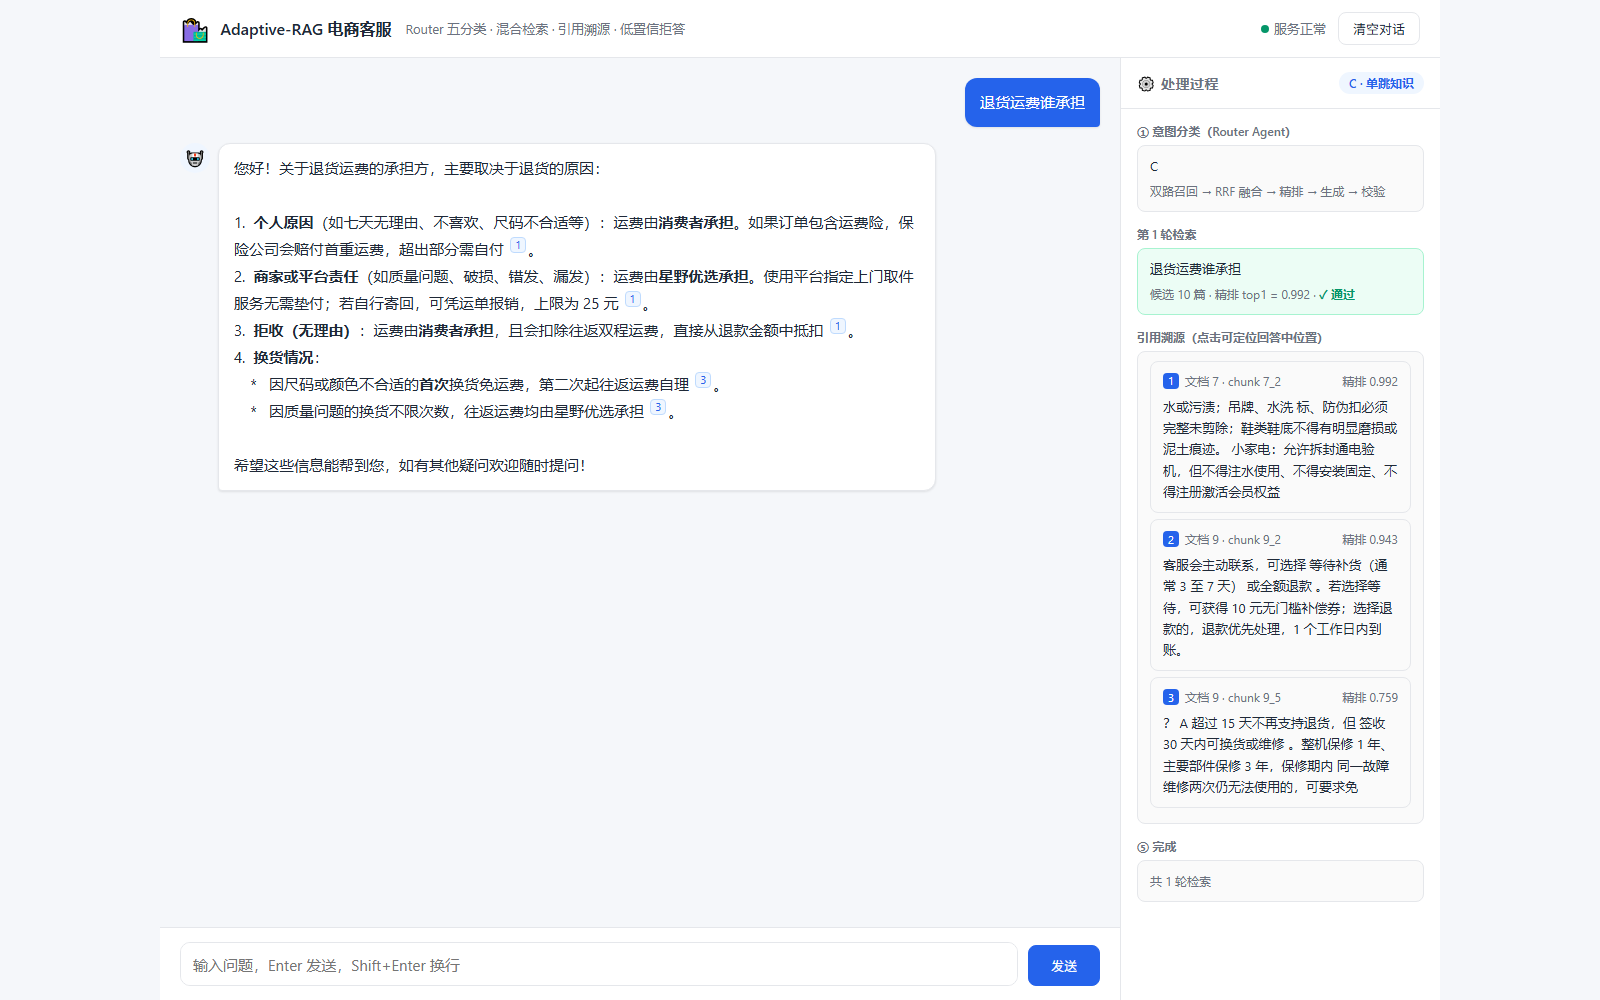 Adaptive-RAG 电商客服
Router 五分类 · 混合检索 · 引用溯源 · 低置信拒答
服务正常
清空对话
退货运费谁承担
您好！关于退货运费的承担方，主要取决于退货的原因：
1. 个人原因（如七天无理由、不喜欢、尺码不合适等）：运费由消费者承担。如果订单包含运费险，保
险公司会赔付首重运费，超出部分需自付 1 。
2. 商家或平台责任（如质量问题、破损、错发、漏发）：运费由星野优选承担。使用平台指定上门取件
服务无需垫付；若自行寄回，可凭运单报销，上限为 25 元 1 。
3. 拒收（无理由）：运费由消费者承担，且会扣除往返双程运费，直接从退款金额中抵扣 1 。
4. 换货情况：
* 因尺码或颜色不合适的首次换货免运费，第二次起往返运费自理 3 。
* 因质量问题的换货不限次数，往返运费均由星野优选承担 3 。
希望这些信息能帮到您，如有其他疑问欢迎随时提问！
输入问题，Enter 发送，Shift+Enter 换行
发送
处理过程
C · 单跳知识
① 意图分类（Router Agent）
C
双路召回 → RRF 融合 → 精排 → 生成 → 校验
第 1 轮检索
退货运费谁承担
候选 10 篇 · 精排 top1 = 0.992 · ✓ 通过
引用溯源（点击可定位回答中位置）
1 文档 7 · chunk 7_2 精排 0.992
水或污渍；吊牌、水洗 标、防伪扣必须
完整未剪除；鞋类鞋底不得有明显磨损或
泥土痕迹。 小家电：允许拆封通电验
机，但不得注水使用、不得安装固定、不
得注册激活会员权益
2 文档 9 · chunk 9_2 精排 0.943
客服会主动联系，可选择 等待补货（通
常 3 至 7 天） 或全额退款 。若选择等
待，可获得 10 元无门槛补偿券；选择退
款的，退款优先处理，1 个工作日内到
账。
3 文档 9 · chunk 9_5 精排 0.759
？ A 超过 15 天不再支持退货，但 签收
30 天内可换货或维修 。整机保修 1 年、
主要部件保修 3 年，保修期内 同一故障
维修两次仍无法使用的，可要求免
⑤ 完成
共 1 轮检索